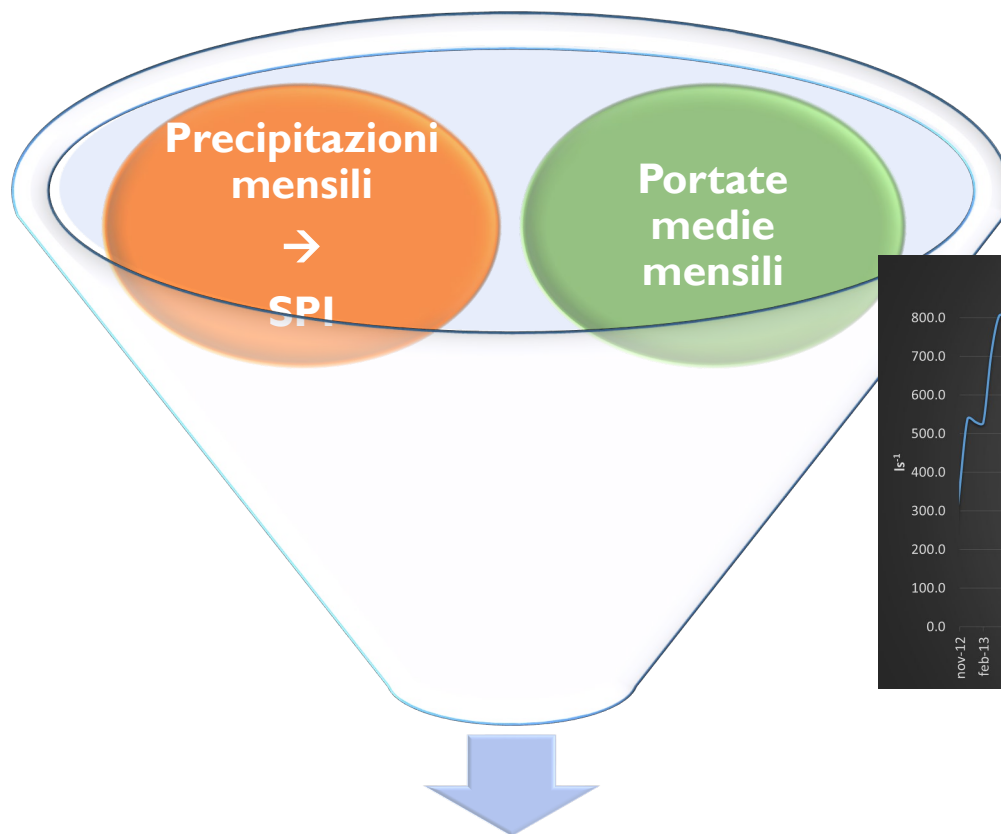 Precipitazioni
mensili
→
SPI
Portate
medie
mensili
800.0
700.0
600.0
500.0
400.0
300.0
200.0
100.0
0.0
ls⁻¹
nov-12
feb-13